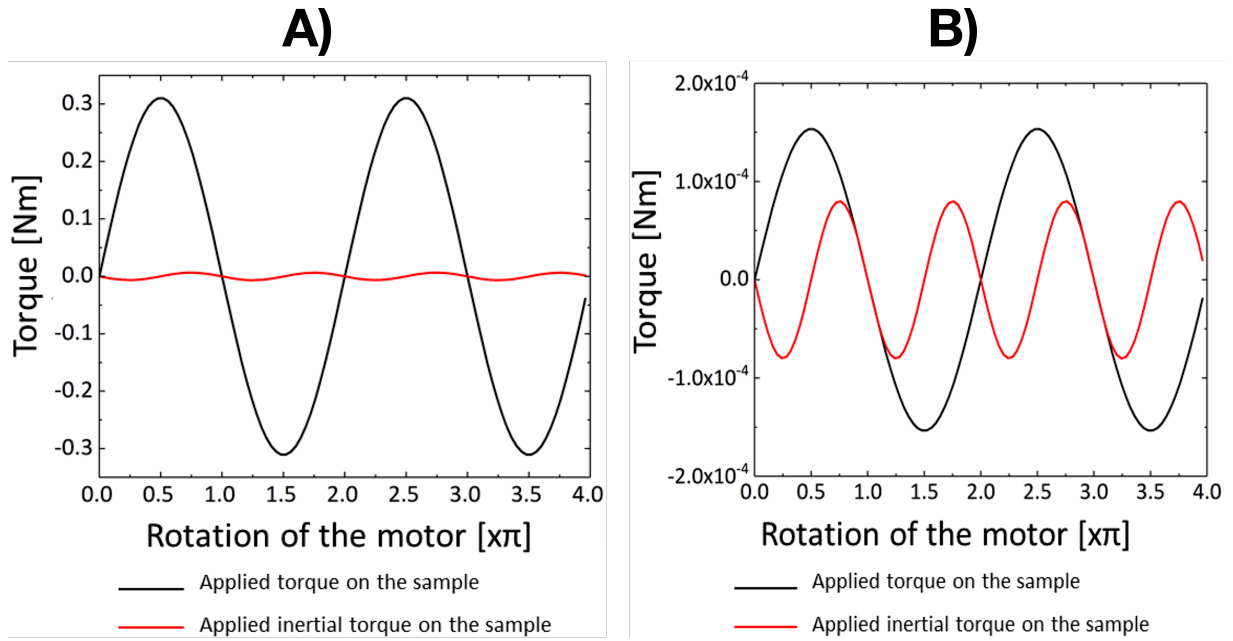 A)
B)
0.3
0.2
0.1
0.0
-0.1
-0.2
-0.3
Torque [Nm]
0.0 0.5 1.0 1.5 2.0 2.5 3.0 3.5 4.0
Rotation of the motor [xπ]
Applied torque on the sample
Applied inertial torque on the sample
2.0x10⁻⁴
1.0x10⁻⁴
0.0
-1.0x10⁻⁴
-2.0x10⁻⁴
Torque [Nm]
0.0 0.5 1.0 1.5 2.0 2.5 3.0 3.5 4.0
Rotation of the motor [xπ]
Applied torque on the sample
Applied inertial torque on the sample